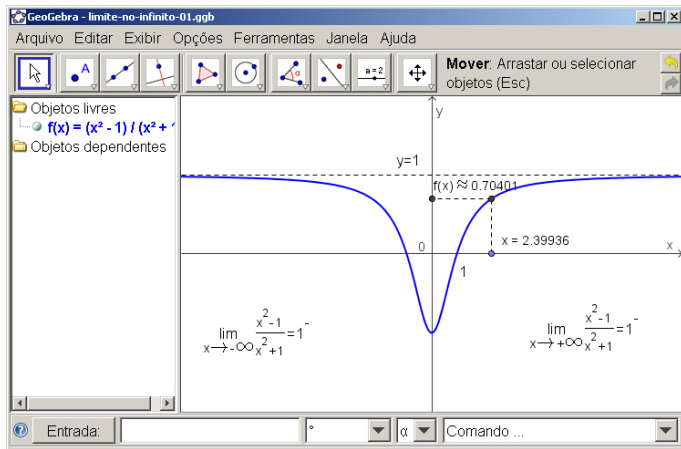 GeoGebra - limite-no-infinito-01.ggb
Arquivo Editar Exibir Opções Ferramentas Janela Ajuda
A
α
a=2
Mover: Arrastar ou selecionar
objetos (Esc)
Objetos livres
f(x) = (x² - 1) / (x² +
Objetos dependentes
y
y=1
f(x) ≈ 0.70401
0
x = 2.39936
x
1
lim x→-∞ x²-1 / x²+1 = 1⁻
lim x→+∞ x²-1 / x²+1 = 1⁻
Entrada:
°
α
Comando ...